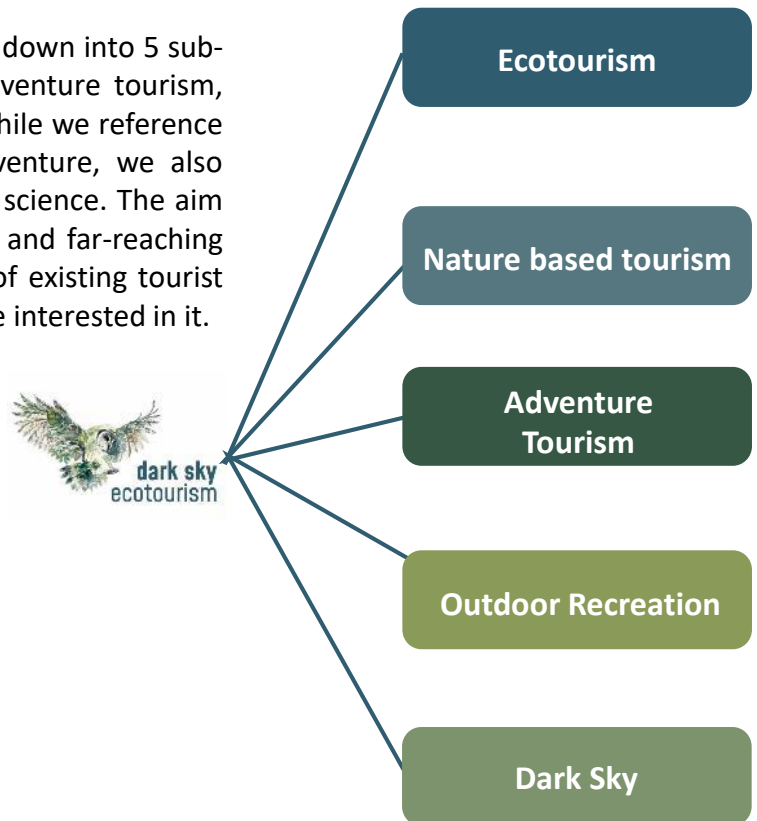 down into 5 sub-
venture tourism,
hile we reference
venture, we also
science. The aim
and far-reaching
of existing tourist
e interested in it.
dark sky
ecotourism
Ecotourism
Nature based tourism
Adventure
Tourism
Outdoor Recreation
Dark Sky